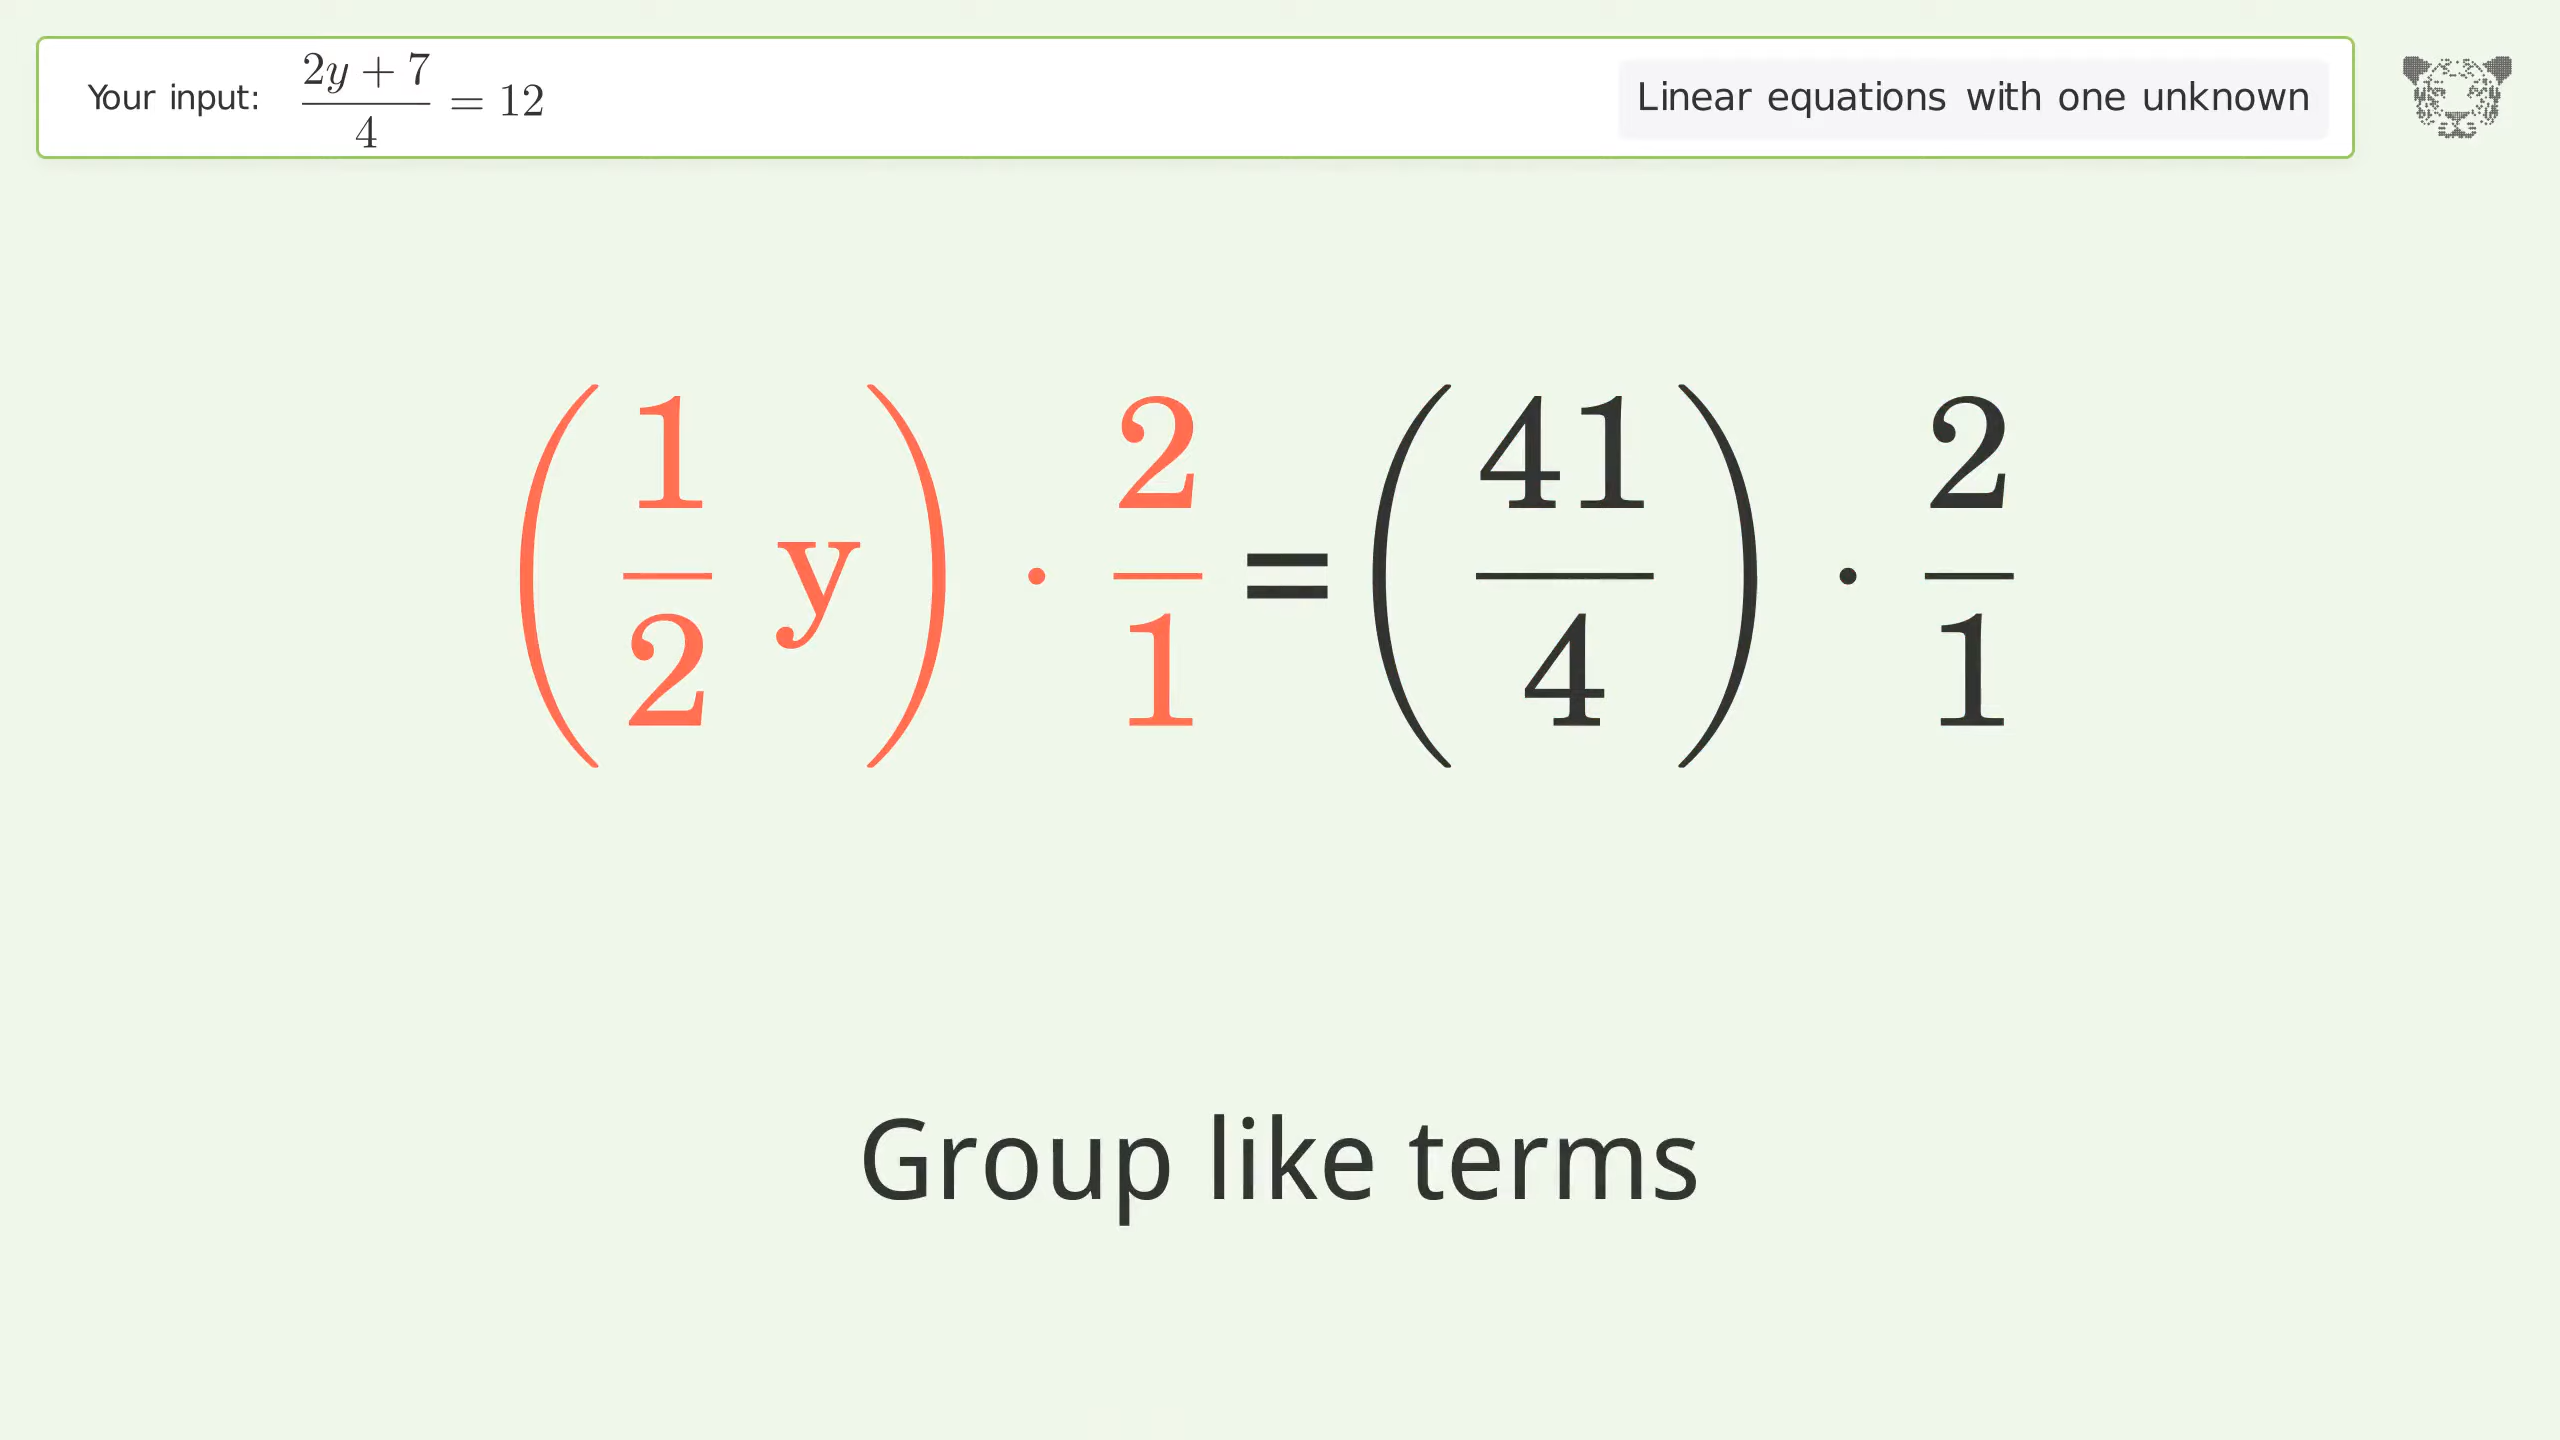 Your input: (2y + 7)/4 = 12
Linear equations with one unknown
(1/2 y) · 2/1 = (41/4) · 2/1
Group like terms